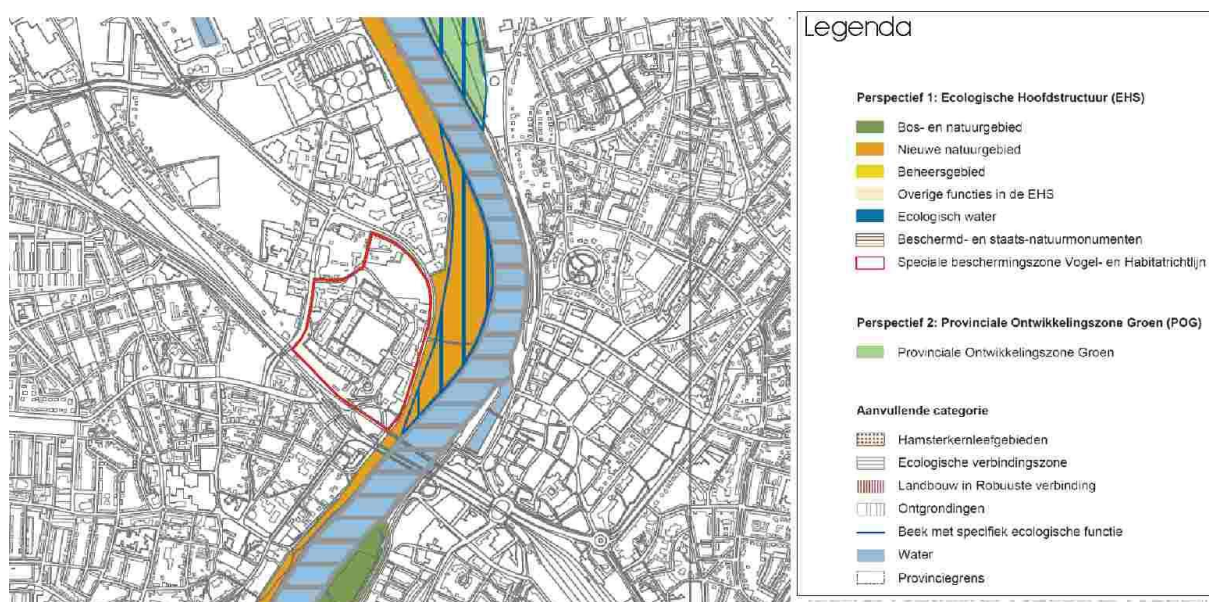 Legenda
Perspectief 1: Ecologische Hoofdstructuur (EHS)
Bos- en natuurgebied
Nieuwe natuurgebied
Beheersgebied
Overige functies in de EHS
Ecologisch water
Beschermd- en staats-natuurmonumenten
Speciale beschermingszone Vogel- en Habitatrichtlijn
Perspectief 2: Provinciale Ontwikkelingszone Groen (POG)
Provinciale Ontwikkelingszone Groen
Aanvullende categorie
Hamsterkernleefgebieden
Ecologische verbindingszone
Landbouw in Robuuste verbinding
Ontgrondingen
Beek met specifiek ecologische functie
Water
Provinciegrens